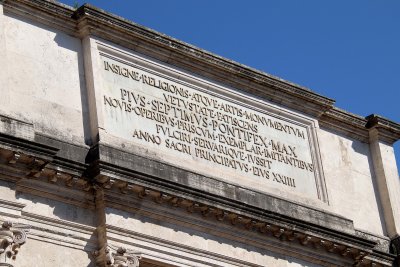 INSIGNE·RELIGIONIS·ATQVE·ARTIS·MONVMENTVM
VETVSTATE·FATISCENS
PIVS·SEPTIMVS·PONTIFEX·MAX
NOVIS·OPERIBVS·PRISCVM·EXEMPLAR·IMITANTIBVS
FVLCIRI·SERVARIQVE·IVSSIT
ANNO·SACRI·PRINCIPATVS·EIVS·XXIIII